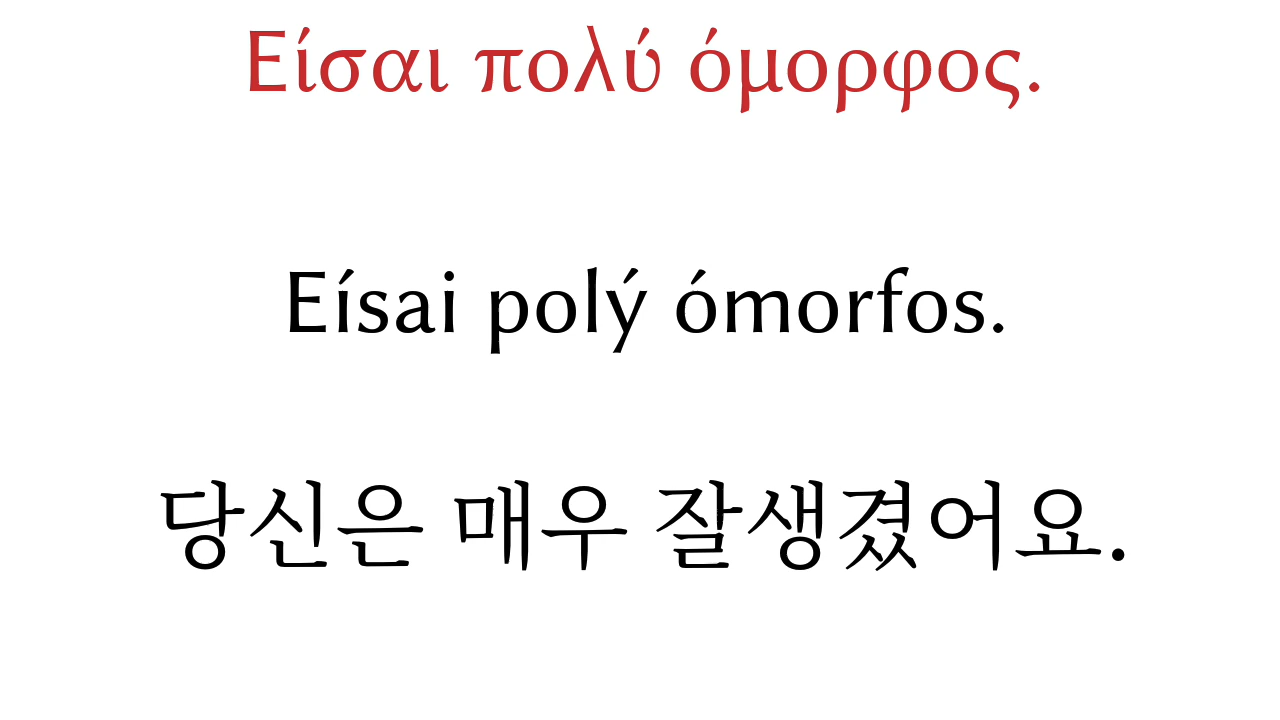 Είσαι πολύ όμορφος.
Eísai polý ómorfos.
당신은 매우 잘생겼어요.